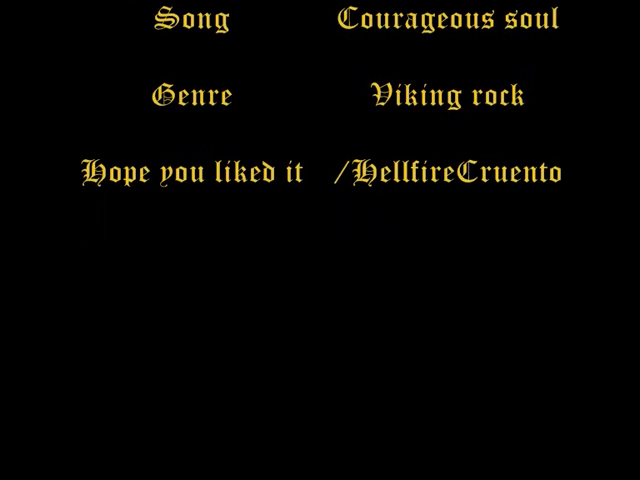 Song Courageous soul
Genre Viking rock
Hope you liked it /HellfireCruento